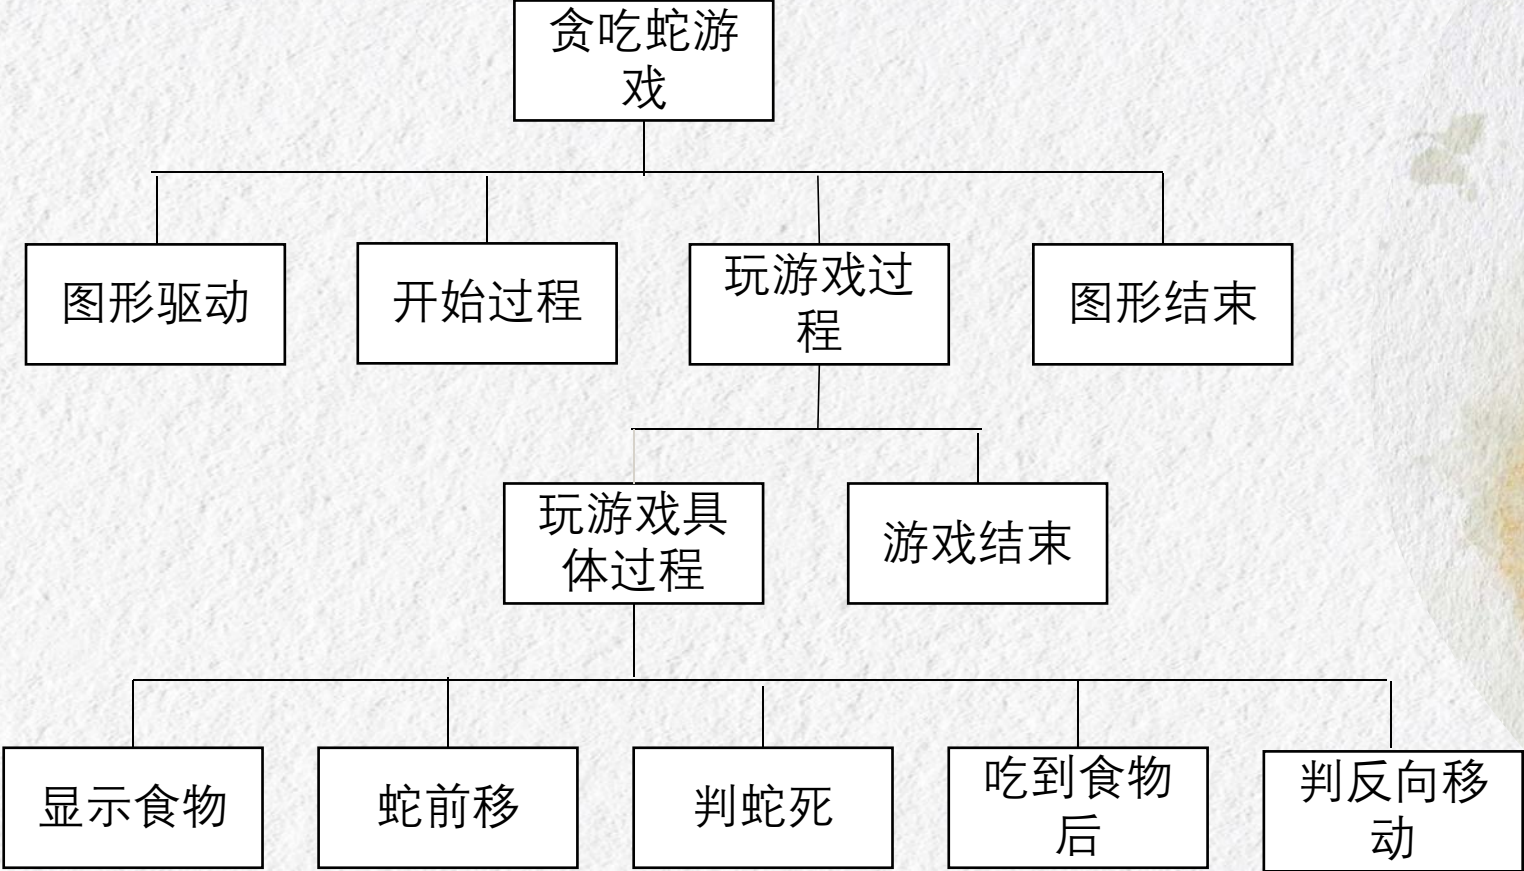 贪吃蛇游
戏
图形驱动
开始过程
玩游戏过
程
图形结束
玩游戏具
体过程
游戏结束
显示食物
蛇前移
判蛇死
吃到食物
后
判反向移
动